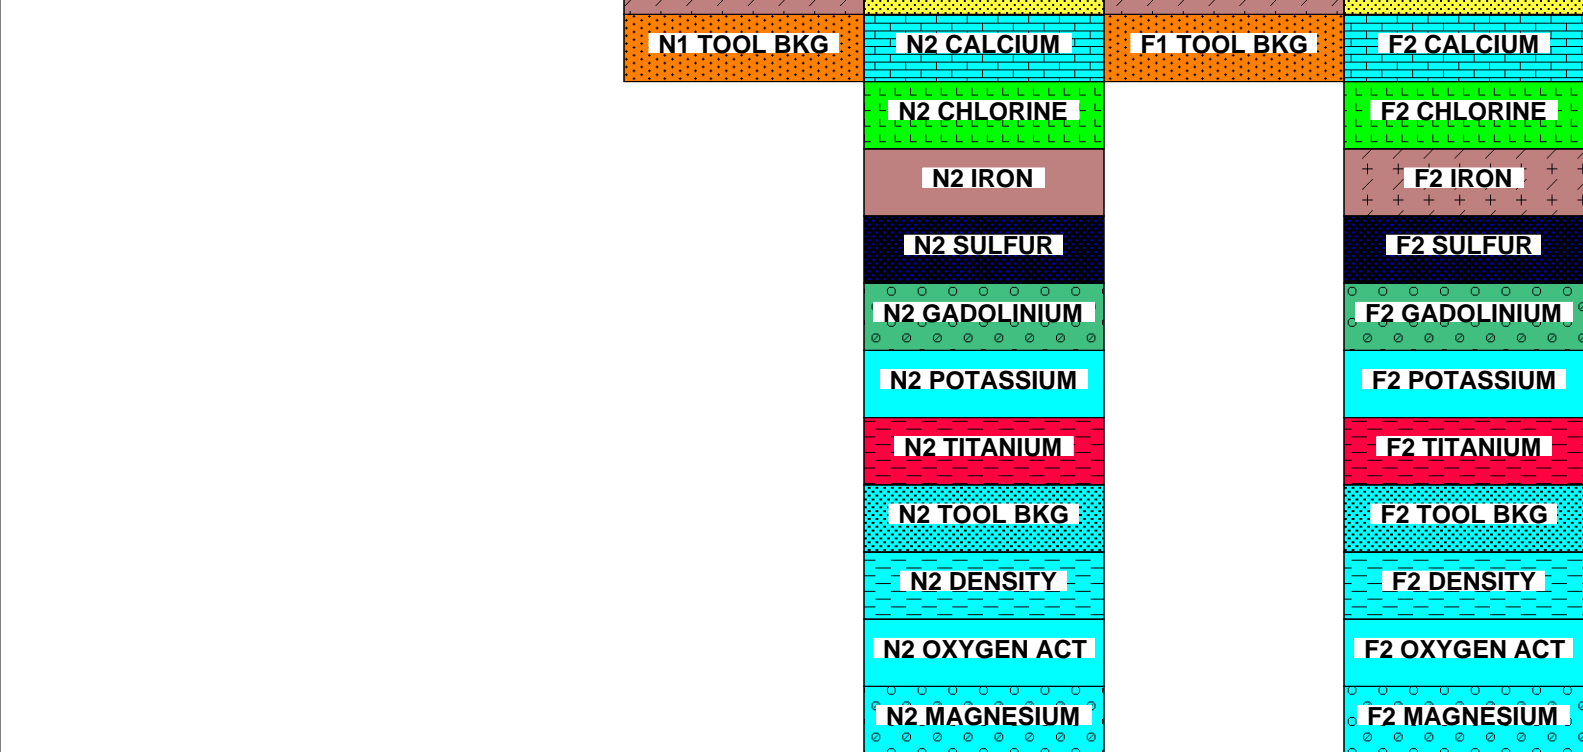 N1 TOOL BKG N2 CALCIUM F1 TOOL BKG F2 CALCIUM
N2 CHLORINE F2 CHLORINE
N2 IRON F2 IRON
N2 SULFUR F2 SULFUR
N2 GADOLINIUM F2 GADOLINIUM
N2 POTASSIUM F2 POTASSIUM
N2 TITANIUM F2 TITANIUM
N2 TOOL BKG F2 TOOL BKG
N2 DENSITY F2 DENSITY
N2 OXYGEN ACT F2 OXYGEN ACT
N2 MAGNESIUM F2 MAGNESIUM